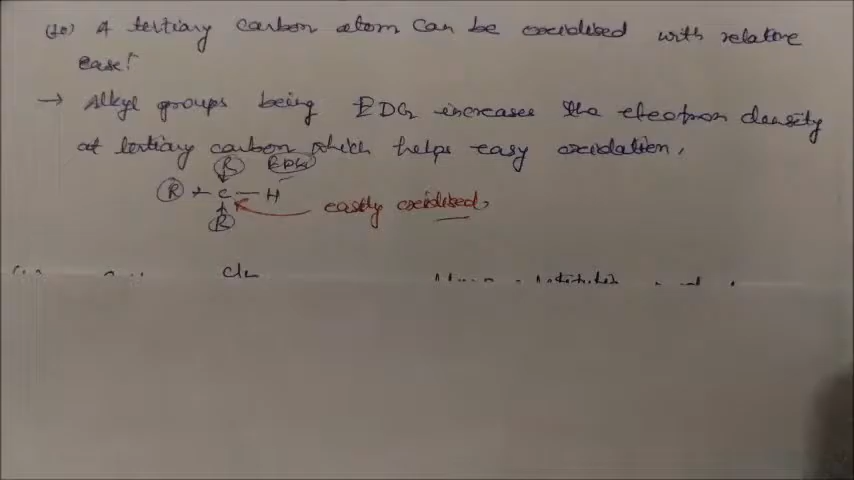 (10) A tertiary carbon atom can be oxidised with relative
ease!
→ Alkyl groups being EDG increases the electron density
at tertiary carbon which helps easy oxidation.
R EDG
R → C — H
R
easily oxidised.